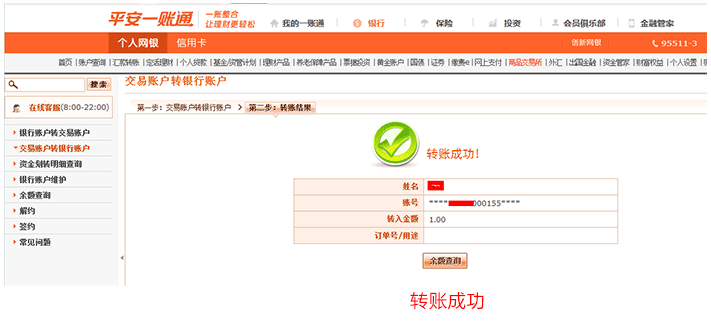 平安一账通 一账整合
让理财更轻松
我的一账通 银行 保险 投资 会员俱乐部 金融管家
个人网银 信用卡 创新网银 95511-3
首页 | 账户查询 | 汇款转账 | 定活理财 | 个人贷款 | 基金/资管计划 | 理财产品 | 养老保障产品 | 票据投资 | 黄金账户 | 国债 | 证券 | 缴费e | 网上支付 | 商品交易所 | 外汇 | 出国金融 | 资金管家 | 财富权益 | 个人设置
搜索
在线客服(8:00-22:00)
银行账户转交易账户
交易账户转银行账户
资金划转明细查询
银行账户维护
余额查询
解约
签约
常见问题
交易账户转银行账户
第一步：交易账户转银行账户 > 第二步：转账结果
转账成功!
姓名
账号 ****000155****
转入金额 1.00
订单号/用途
余额查询
转账成功